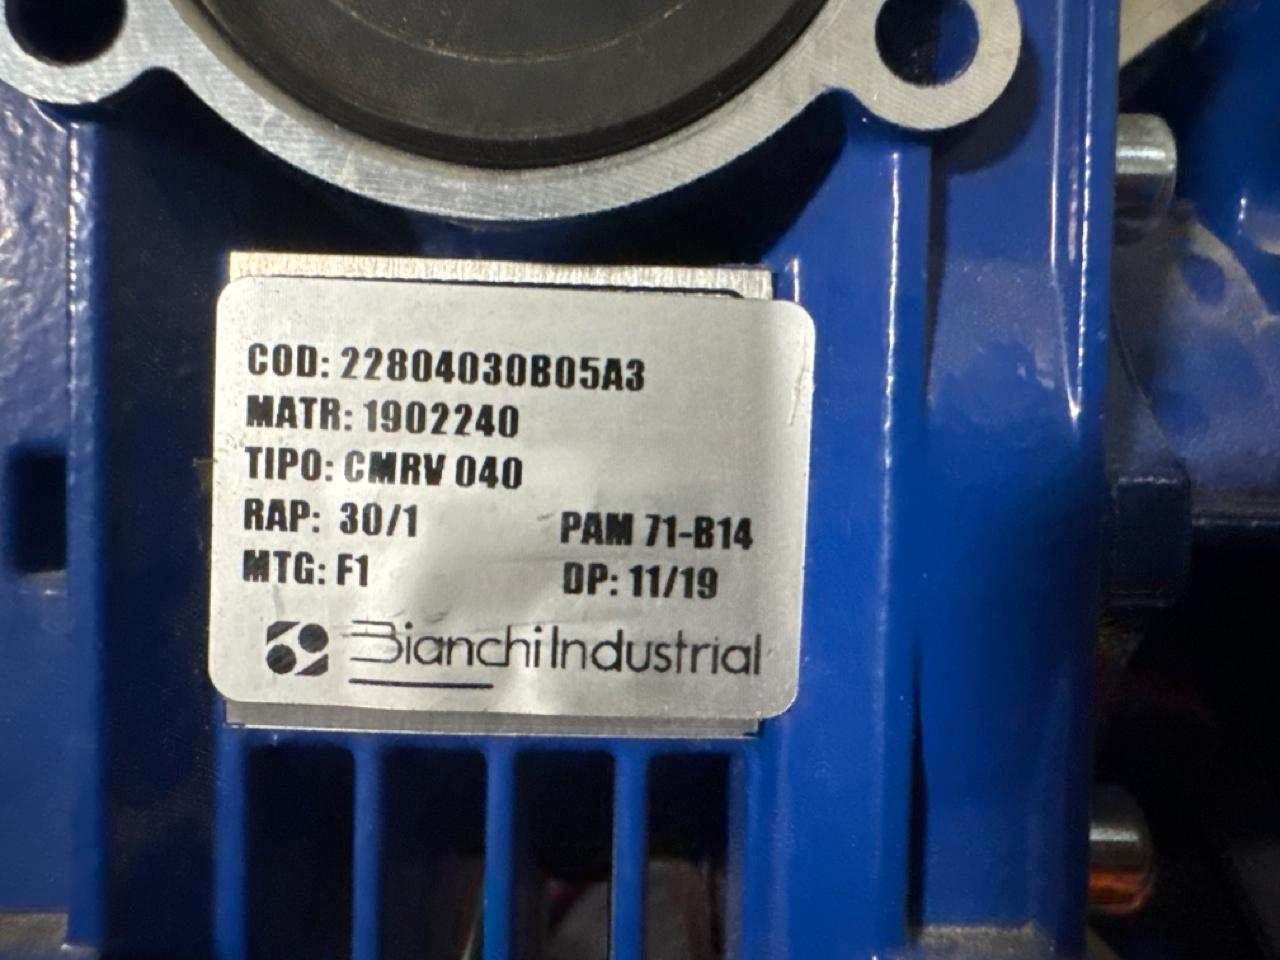 COD: 22804030B05A3
MATR: 1902240
TIPO: CMRV 040
RAP: 30/1 PAM 71-B14
MTG: F1 DP: 11/19
Bianchi Industrial